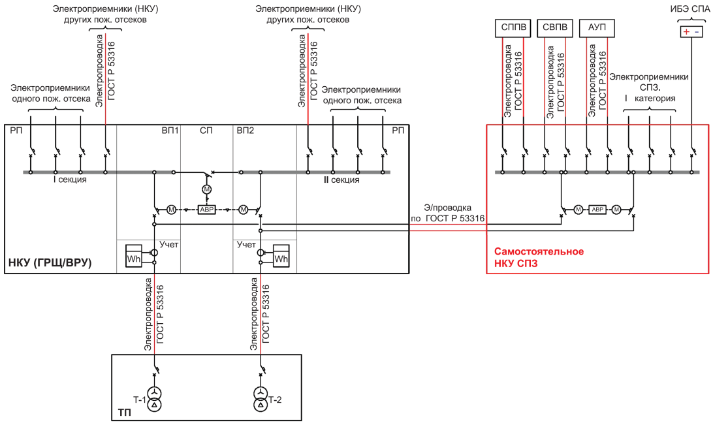 Электроприемники (НКУ)
других пож. отсеков
Электропроводка
ГОСТ Р 53316
Электроприемники
одного пож. отсека
РП
ВП1
СП
ВП2
I секция
М
М
АВР
М
Учет
Wh
Учет
Wh
НКУ (ГРЩ/ВРУ)
Электроприемники (НКУ)
других пож. отсеков
Электропроводка
ГОСТ Р 53316
Электроприемники
одного пож. отсека
РП
II секция
Э/проводка
по ГОСТ Р 53316
СППВ
СВПВ
АУП
ИБЭ СПА
+ -
Электропроводка
ГОСТ Р 53316
Электропроводка
ГОСТ Р 53316
Электропроводка
ГОСТ Р 53316
Электроприемники
СПЗ,
I категория
М
АВР
М
Самостоятельное
НКУ СПЗ
Электропроводка
ГОСТ Р 53316
Электропроводка
ГОСТ Р 53316
Т-1
Т-2
ТП